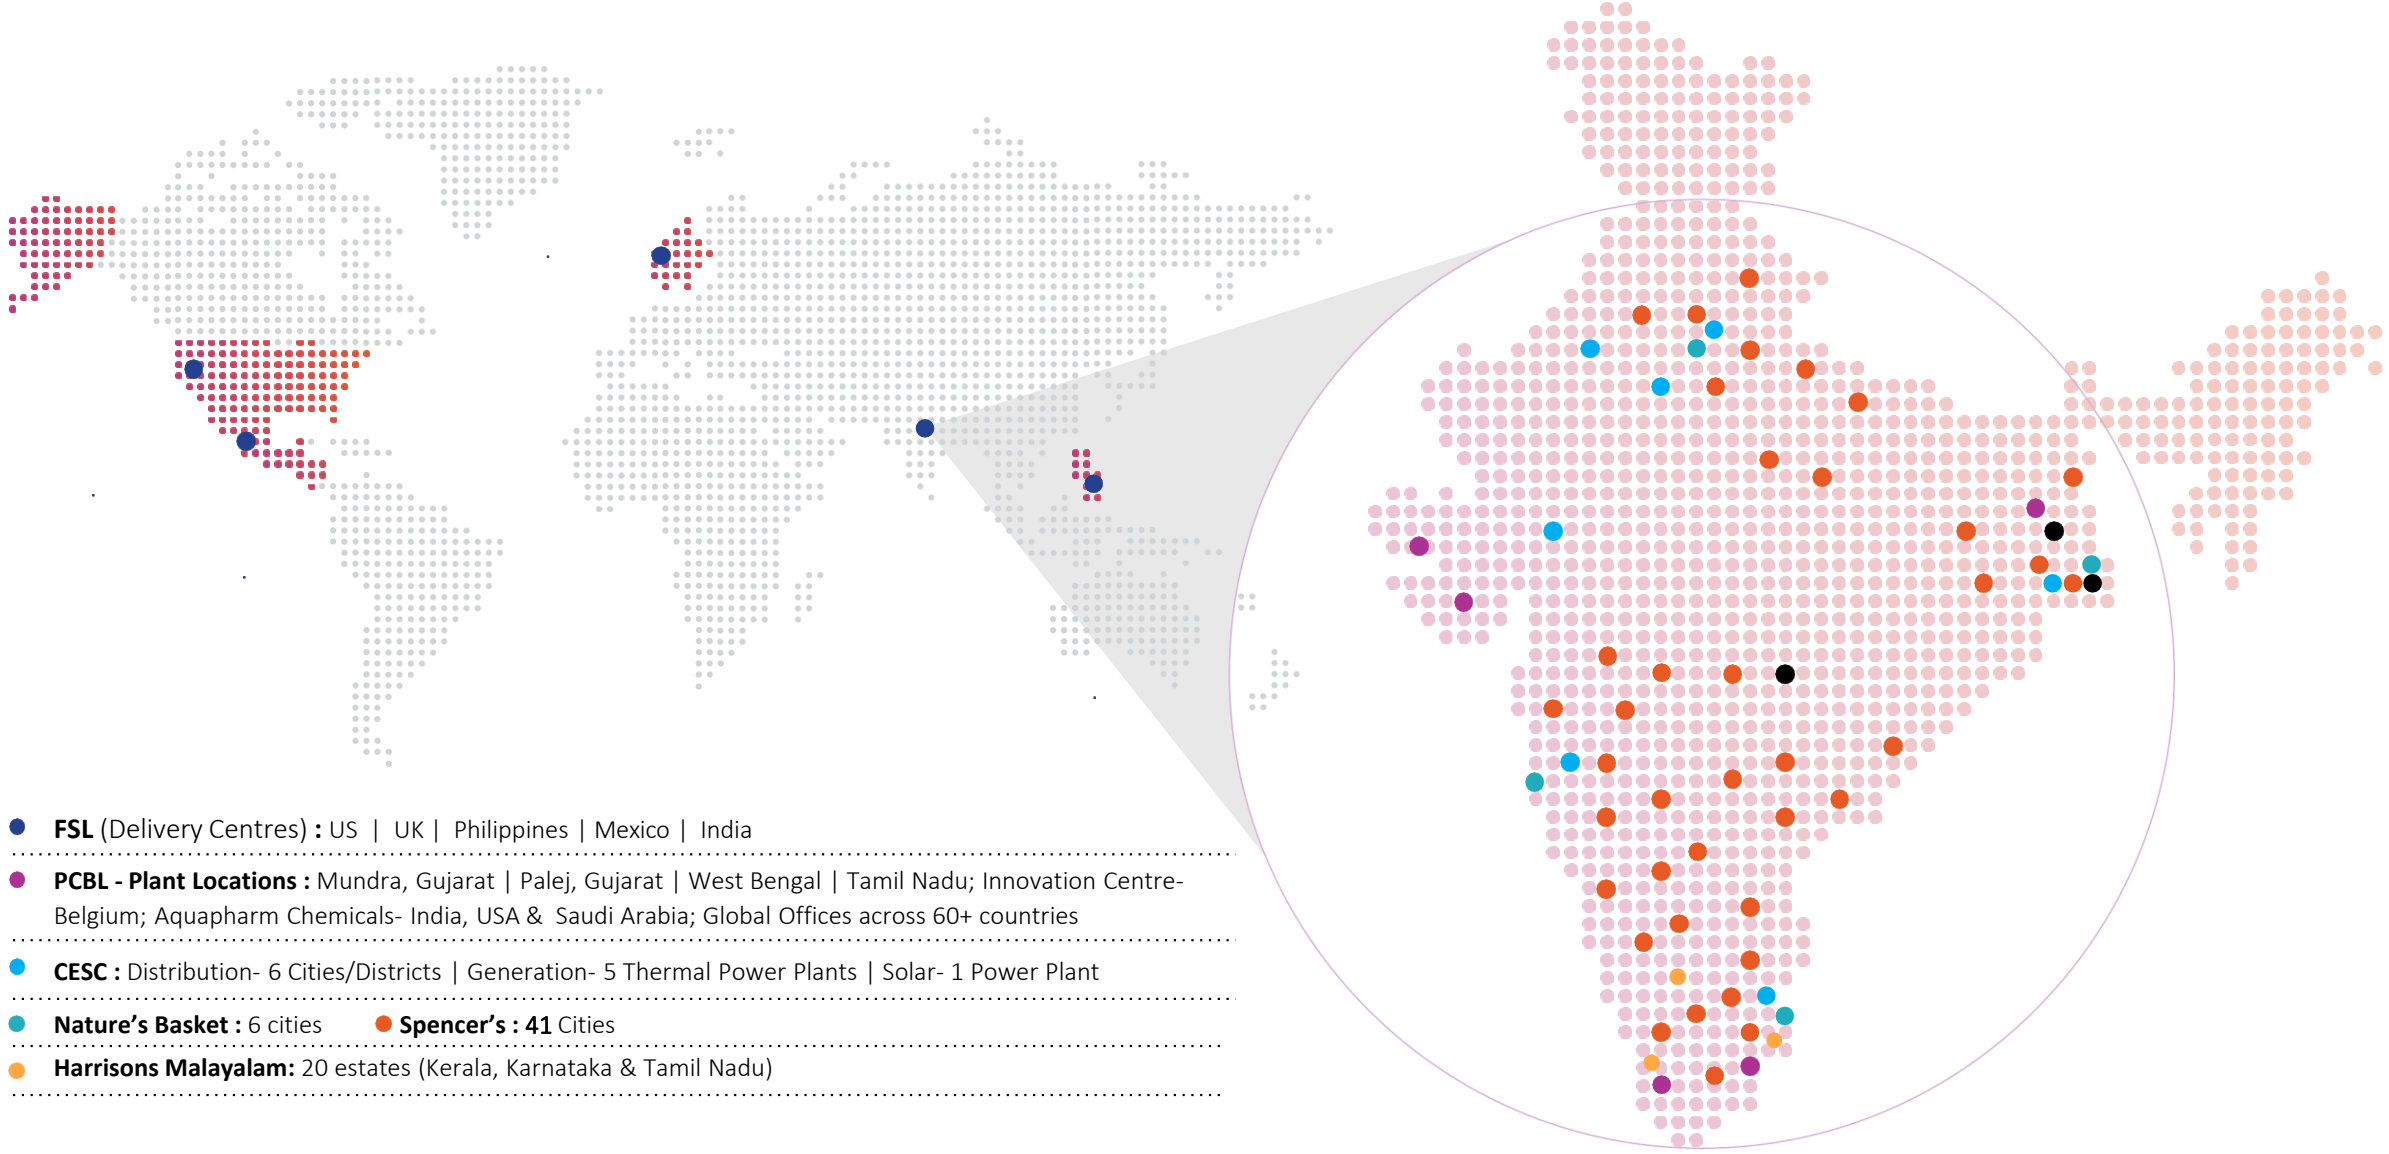 FSL (Delivery Centres) : US | UK | Philippines | Mexico | India
PCBL - Plant Locations : Mundra, Gujarat | Palej, Gujarat | West Bengal | Tamil Nadu; Innovation Centre-
Belgium; Aquapharm Chemicals- India, USA & Saudi Arabia; Global Offices across 60+ countries
CESC : Distribution- 6 Cities/Districts | Generation- 5 Thermal Power Plants | Solar- 1 Power Plant
Nature’s Basket : 6 cities Spencer’s : 41 Cities
Harrisons Malayalam: 20 estates (Kerala, Karnataka & Tamil Nadu)